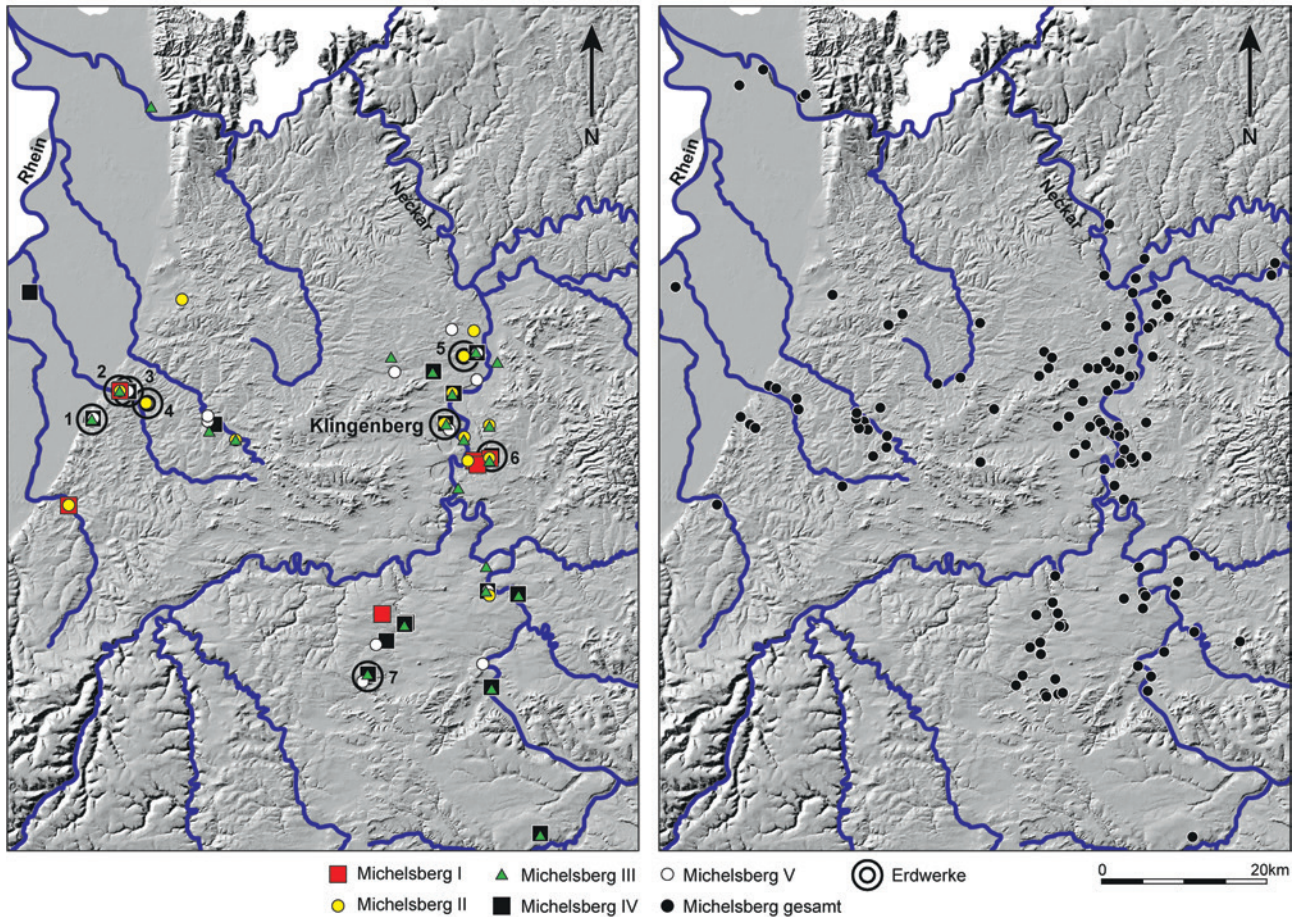 Rhein
Neckar
N
1
2
3
4
5
Klingenberg
6
7
Rhein
Neckar
N
Michelsberg I
Michelsberg III
Michelsberg V
Erdwerke
0
20km
Michelsberg II
Michelsberg IV
Michelsberg gesamt